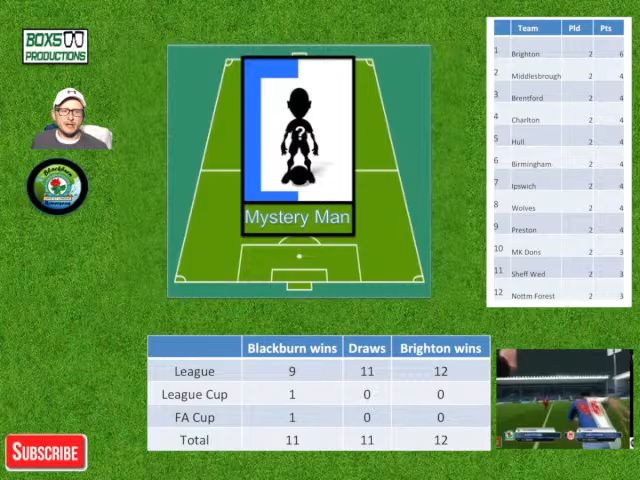 BOX5
PRODUCTIONS
Blackburn
?
Mystery Man
Team Pld Pts
1 Brighton 2 6
2 Middlesbrough 2 4
3 Brentford 2 4
4 Charlton 2 4
5 Hull 2 4
6 Birmingham 2 4
7 Ipswich 2 4
8 Wolves 2 4
9 Preston 2 4
10 MK Dons 2 3
11 Sheff Wed 2 3
12 Nottm Forest 2 3
Blackburn wins Draws Brighton wins
League 9 11 12
League Cup 1 0 0
FA Cup 1 0 0
Total 11 11 12
SUBSCRIBE